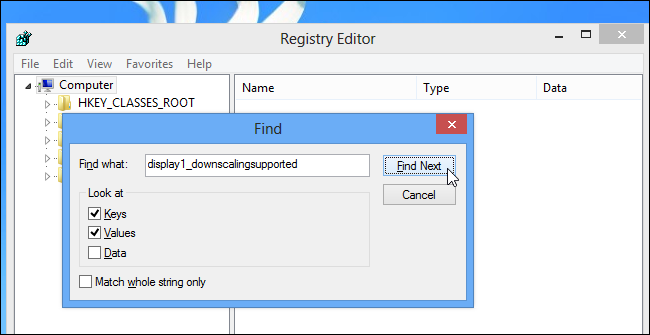 Registry Editor
File Edit View Favorites Help
Computer
HKEY_CLASSES_ROOT
Name Type Data
Find
Find what: display1_downscalingsupported
Find Next
Cancel
Look at
Keys
Values
Data
Match whole string only